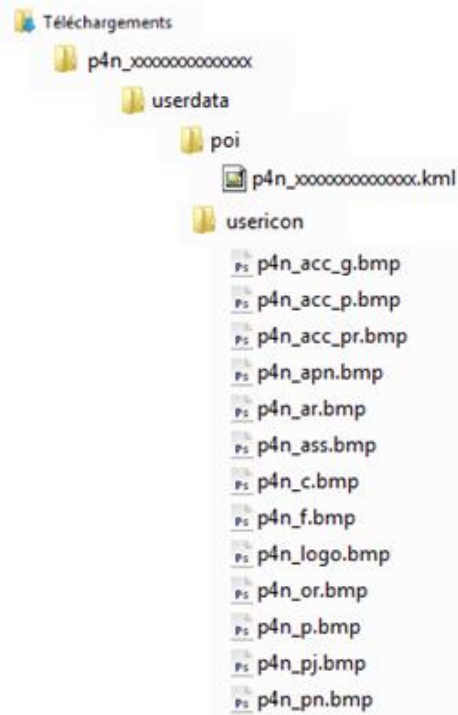 Téléchargements
p4n_xxxxxxxxxxxxxx
userdata
poi
p4n_xxxxxxxxxxxxxx.kml
usericon
p4n_acc_g.bmp
p4n_acc_p.bmp
p4n_acc_pr.bmp
p4n_apn.bmp
p4n_ar.bmp
p4n_ass.bmp
p4n_c.bmp
p4n_f.bmp
p4n_logo.bmp
p4n_or.bmp
p4n_p.bmp
p4n_pj.bmp
p4n_pn.bmp